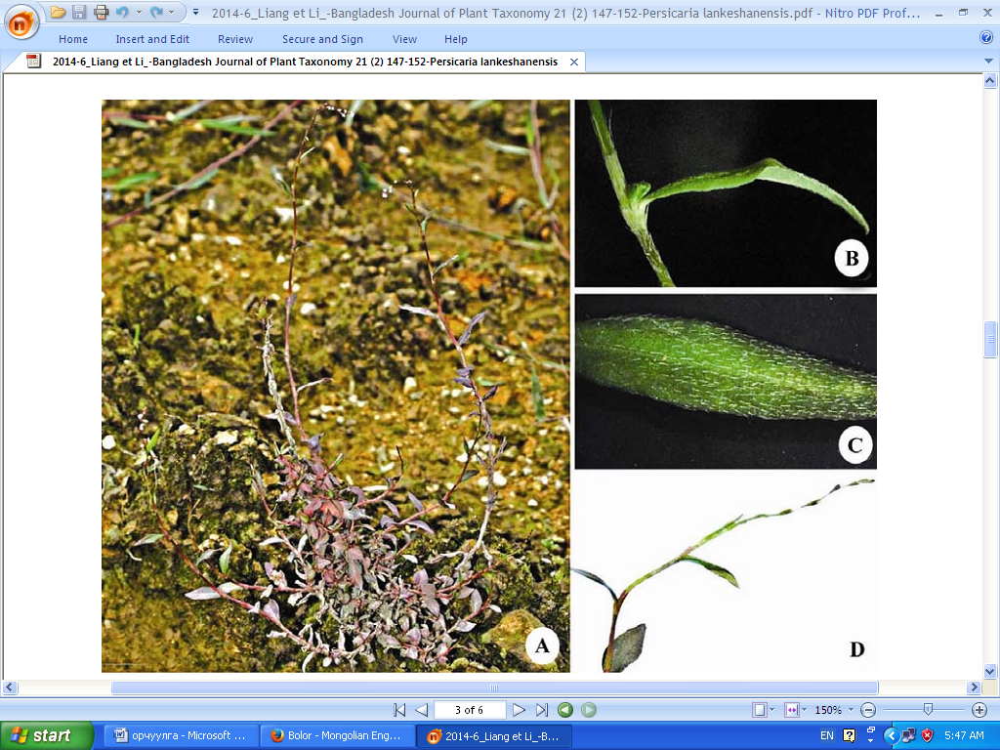 2014-6_Liang et Li_-Bangladesh Journal of Plant Taxonomy 21 (2) 147-152-Persicaria lankeshanensis.pdf - Nitro PDF Prof...
Home Insert and Edit Review Secure and Sign View Help
2014-6_Liang et Li_-Bangladesh Journal of Plant Taxonomy 21 (2) 147-152-Persicaria lankeshanensis
B
C
A
D
3 of 6
150%
start
орчуулга - Microsoft ...
Bolor - Mongolian Eng...
2014-6_Liang et Li_-B...
EN
5:47 AM